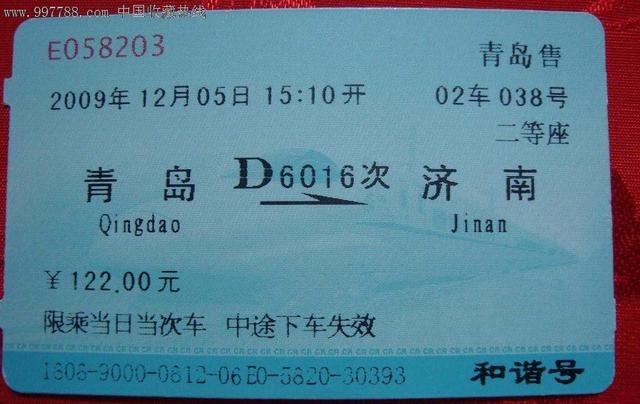 www.997788.com 中国收藏热线
E058203
青岛售
2009年12月05日15:10开 02车038号
二等座
青岛 D6016次 济南
Qingdao Jinan
￥122.00元
限乘当日当次车 中途下车失效
1808-9000-0812-06E0-5820-30393 和谐号